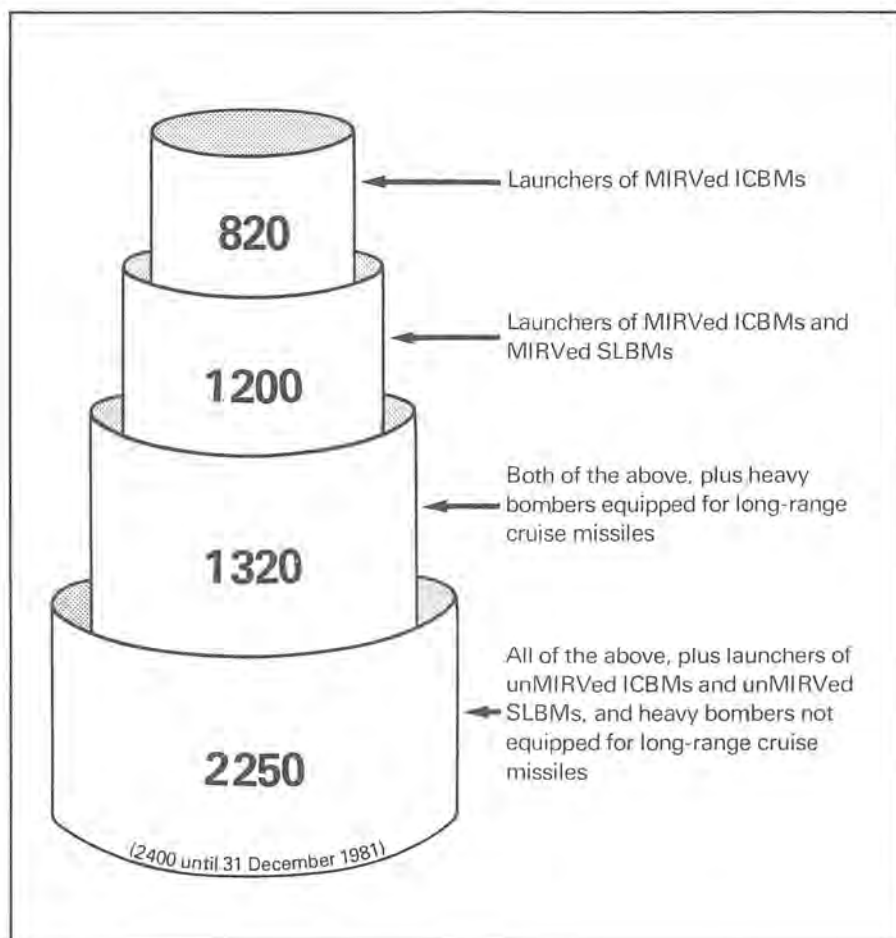 820
Launchers of MIRVed ICBMs
1200
Launchers of MIRVed ICBMs and
MIRVed SLBMs
1320
Both of the above, plus heavy
bombers equipped for long-range
cruise missiles
2250
(2400 until 31 December 1981)
All of the above, plus launchers of
unMIRVed ICBMs and unMIRVed
SLBMs, and heavy bombers not
equipped for long-range cruise
missiles